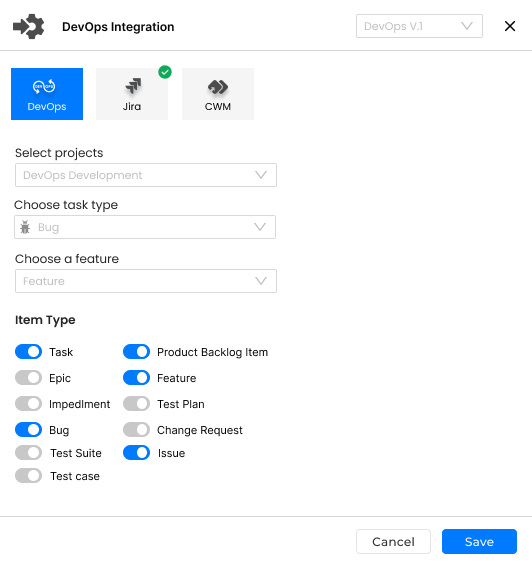 DevOps Integration
DevOps V.1
DevOps
Jira
CWM
Select projects
DevOps Development
Choose task type
Bug
Choose a feature
Feature
Item Type
Task
Product Backlog Item
Epic
Feature
ImpedIment
Test Plan
Bug
Change Request
Test Suite
Issue
Test case
Cancel
Save